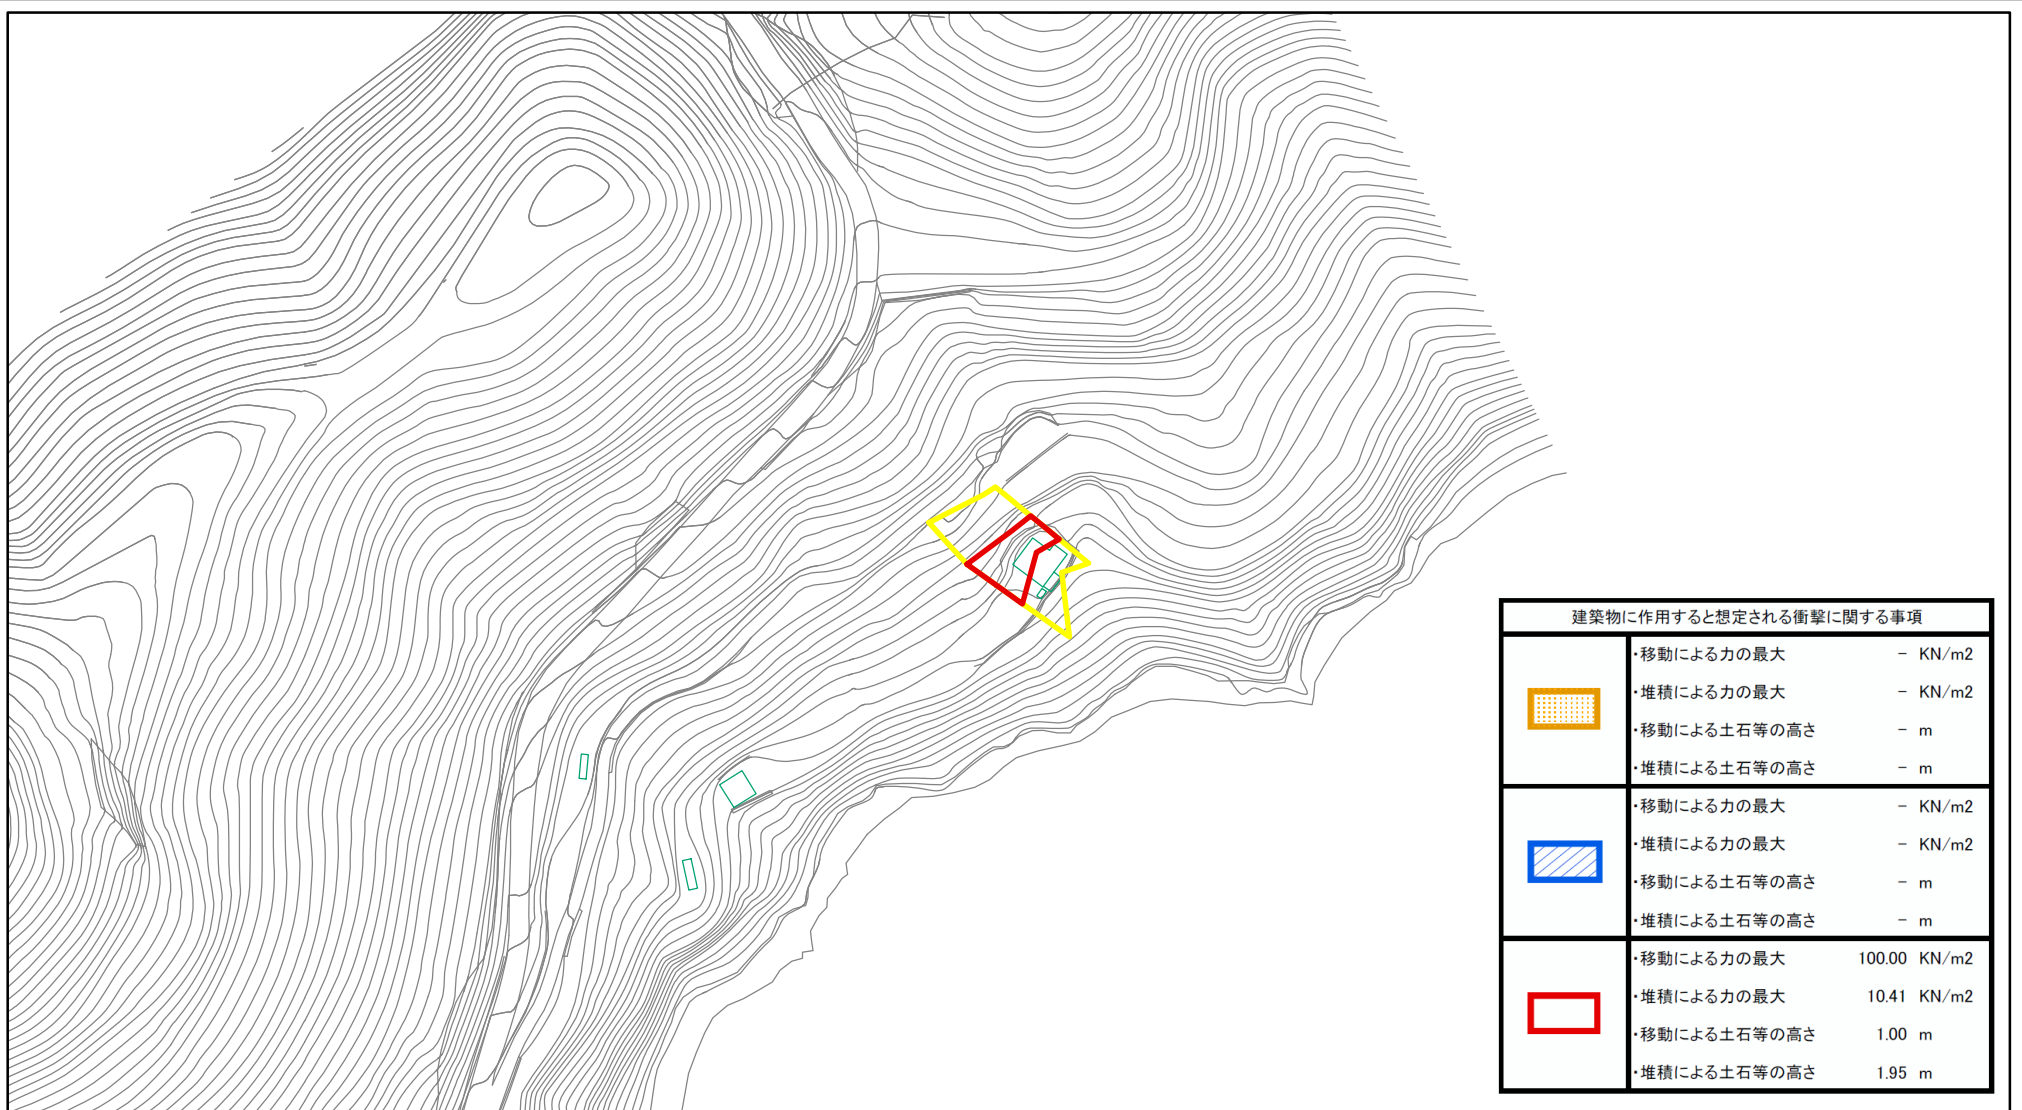 建築物に作用すると想定される衝撃に関する事項
・移動による力の最大 － KN/m2
・堆積による力の最大 － KN/m2
・移動による土石等の高さ － m
・堆積による土石等の高さ － m
・移動による力の最大 － KN/m2
・堆積による力の最大 － KN/m2
・移動による土石等の高さ － m
・堆積による土石等の高さ － m
・移動による力の最大 100.00 KN/m2
・堆積による力の最大 10.41 KN/m2
・移動による土石等の高さ 1.00 m
・堆積による土石等の高さ 1.95 m